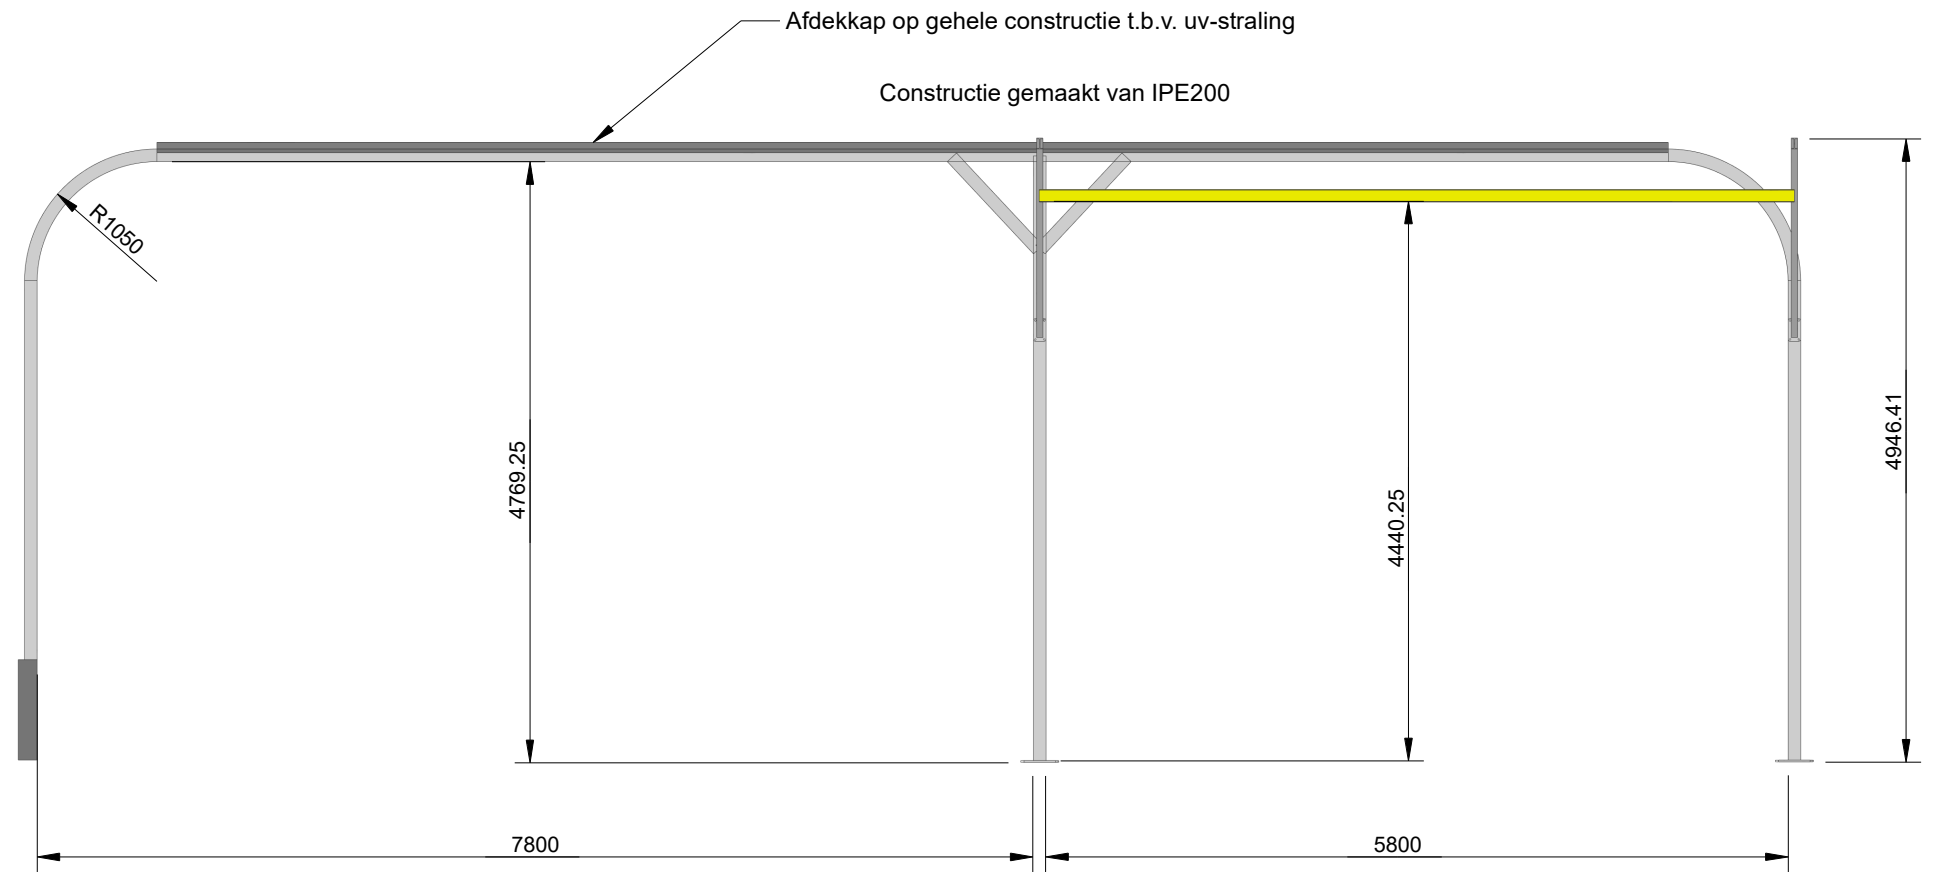 Afdekkap op gehele constructie t.b.v. uv-straling
Constructie gemaakt van IPE200
R1050
4769.25
4440.25
4946.41
7800
5800